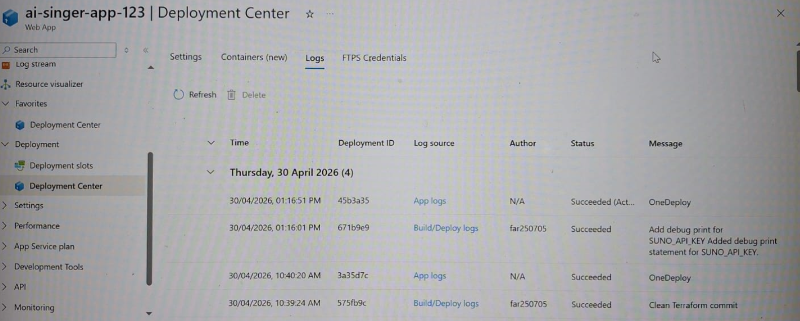 ai-singer-app-123 | Deployment Center
Web App
Search
Log stream
Resource visualizer
Favorites
Deployment Center
Deployment
Deployment slots
Deployment Center
Settings
Performance
App Service plan
Development Tools
API
Monitoring
Settings Containers (new) Logs FTPS Credentials
Refresh Delete
Time Deployment ID Log source Author Status Message
Thursday, 30 April 2026 (4)
30/04/2026, 01:16:51 PM 45b3a35 App logs N/A Succeeded (Act... OneDeploy
30/04/2026, 01:16:01 PM 671b9e9 Build/Deploy logs far250705 Succeeded Add debug print for
SUNO_API_KEY Added debug print
statement for SUNO_API_KEY.
30/04/2026, 10:40:20 AM 3a35d7c App logs N/A Succeeded OneDeploy
30/04/2026, 10:39:24 AM 575fb9c Build/Deploy logs far250705 Succeeded Clean Terraform commit